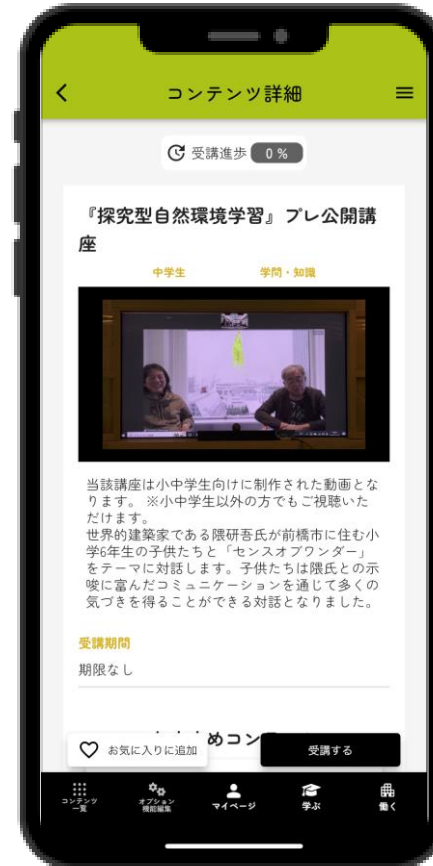 コンテンツ詳細
受講進歩 0 %
『探究型自然環境学習』プレ公開講
座
中学生 学問・知識
当該講座は小中学生向けに制作された動画とな
ります。 ※小中学生以外の方でもご視聴いた
だけます。
世界的建築家である隈研吾氏が前橋市に住む小
学6年生の子供たちと「センスオブワンダー」
をテーマに対話します。子供たちは隈氏との示
唆に富んだコミュニケーションを通じて多くの
気づきを得ることができる対話となりました。
受講期間
期限なし
めコン
お気に入りに追加 受講する
コンテンツ
一覧
オプション
機能編集
マイページ
学ぶ
働く